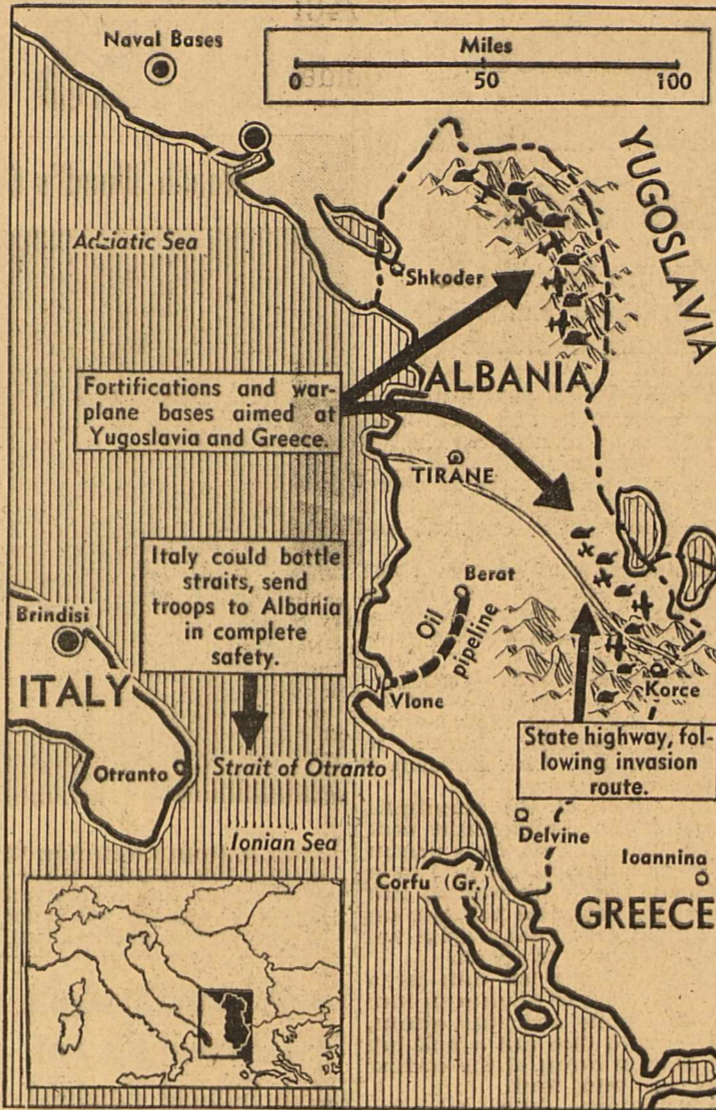 Naval Bases
Miles
0 50 100
YUGOSLAVIA
Adriatic Sea
Shkoder
ALBANIA
Fortifications and war-
plane bases aimed at
Yugoslavia and Greece.
TIRANE
Italy could bottle
straits, send
troops to Albania
in complete
safety.
Berat
Oil
pipeline
Brindisi
ITALY
Vlone
Korce
State highway, fol-
lowing invasion
route.
Otranto
Strait of Otranto
Delvine
Ionian Sea
Ioannina
Corfu (Gr.)
GREECE